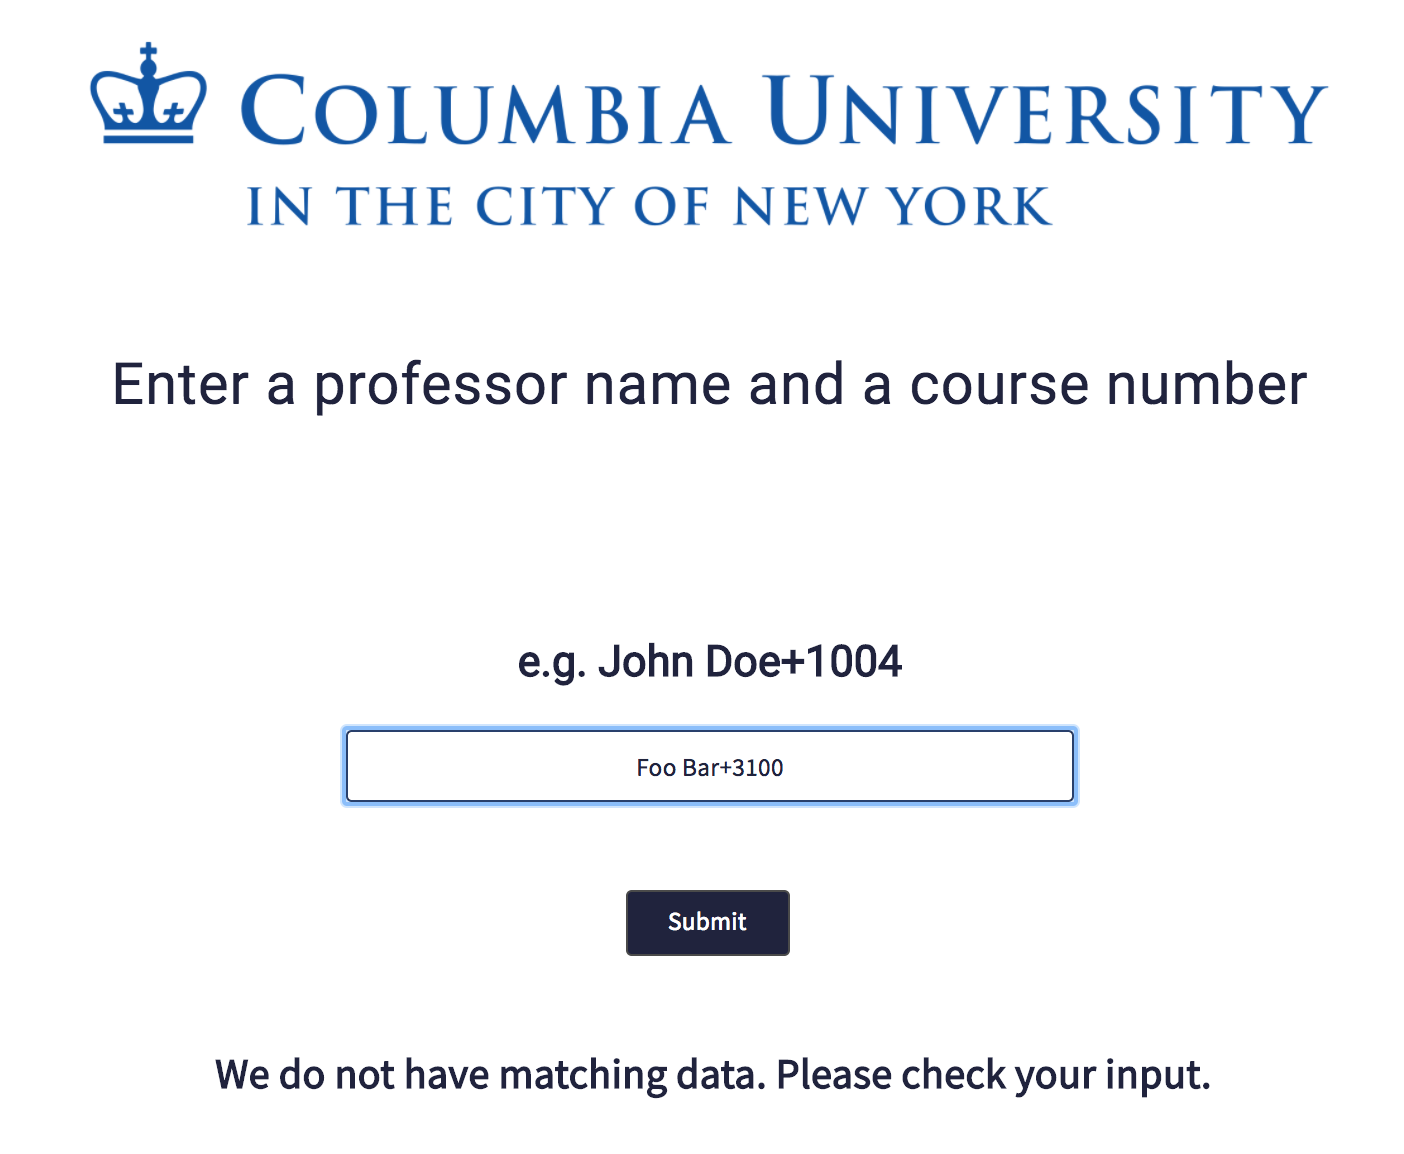 COLUMBIA UNIVERSITY
IN THE CITY OF NEW YORK
Enter a professor name and a course number
e.g. John Doe+1004
Foo Bar+3100
Submit
We do not have matching data. Please check your input.